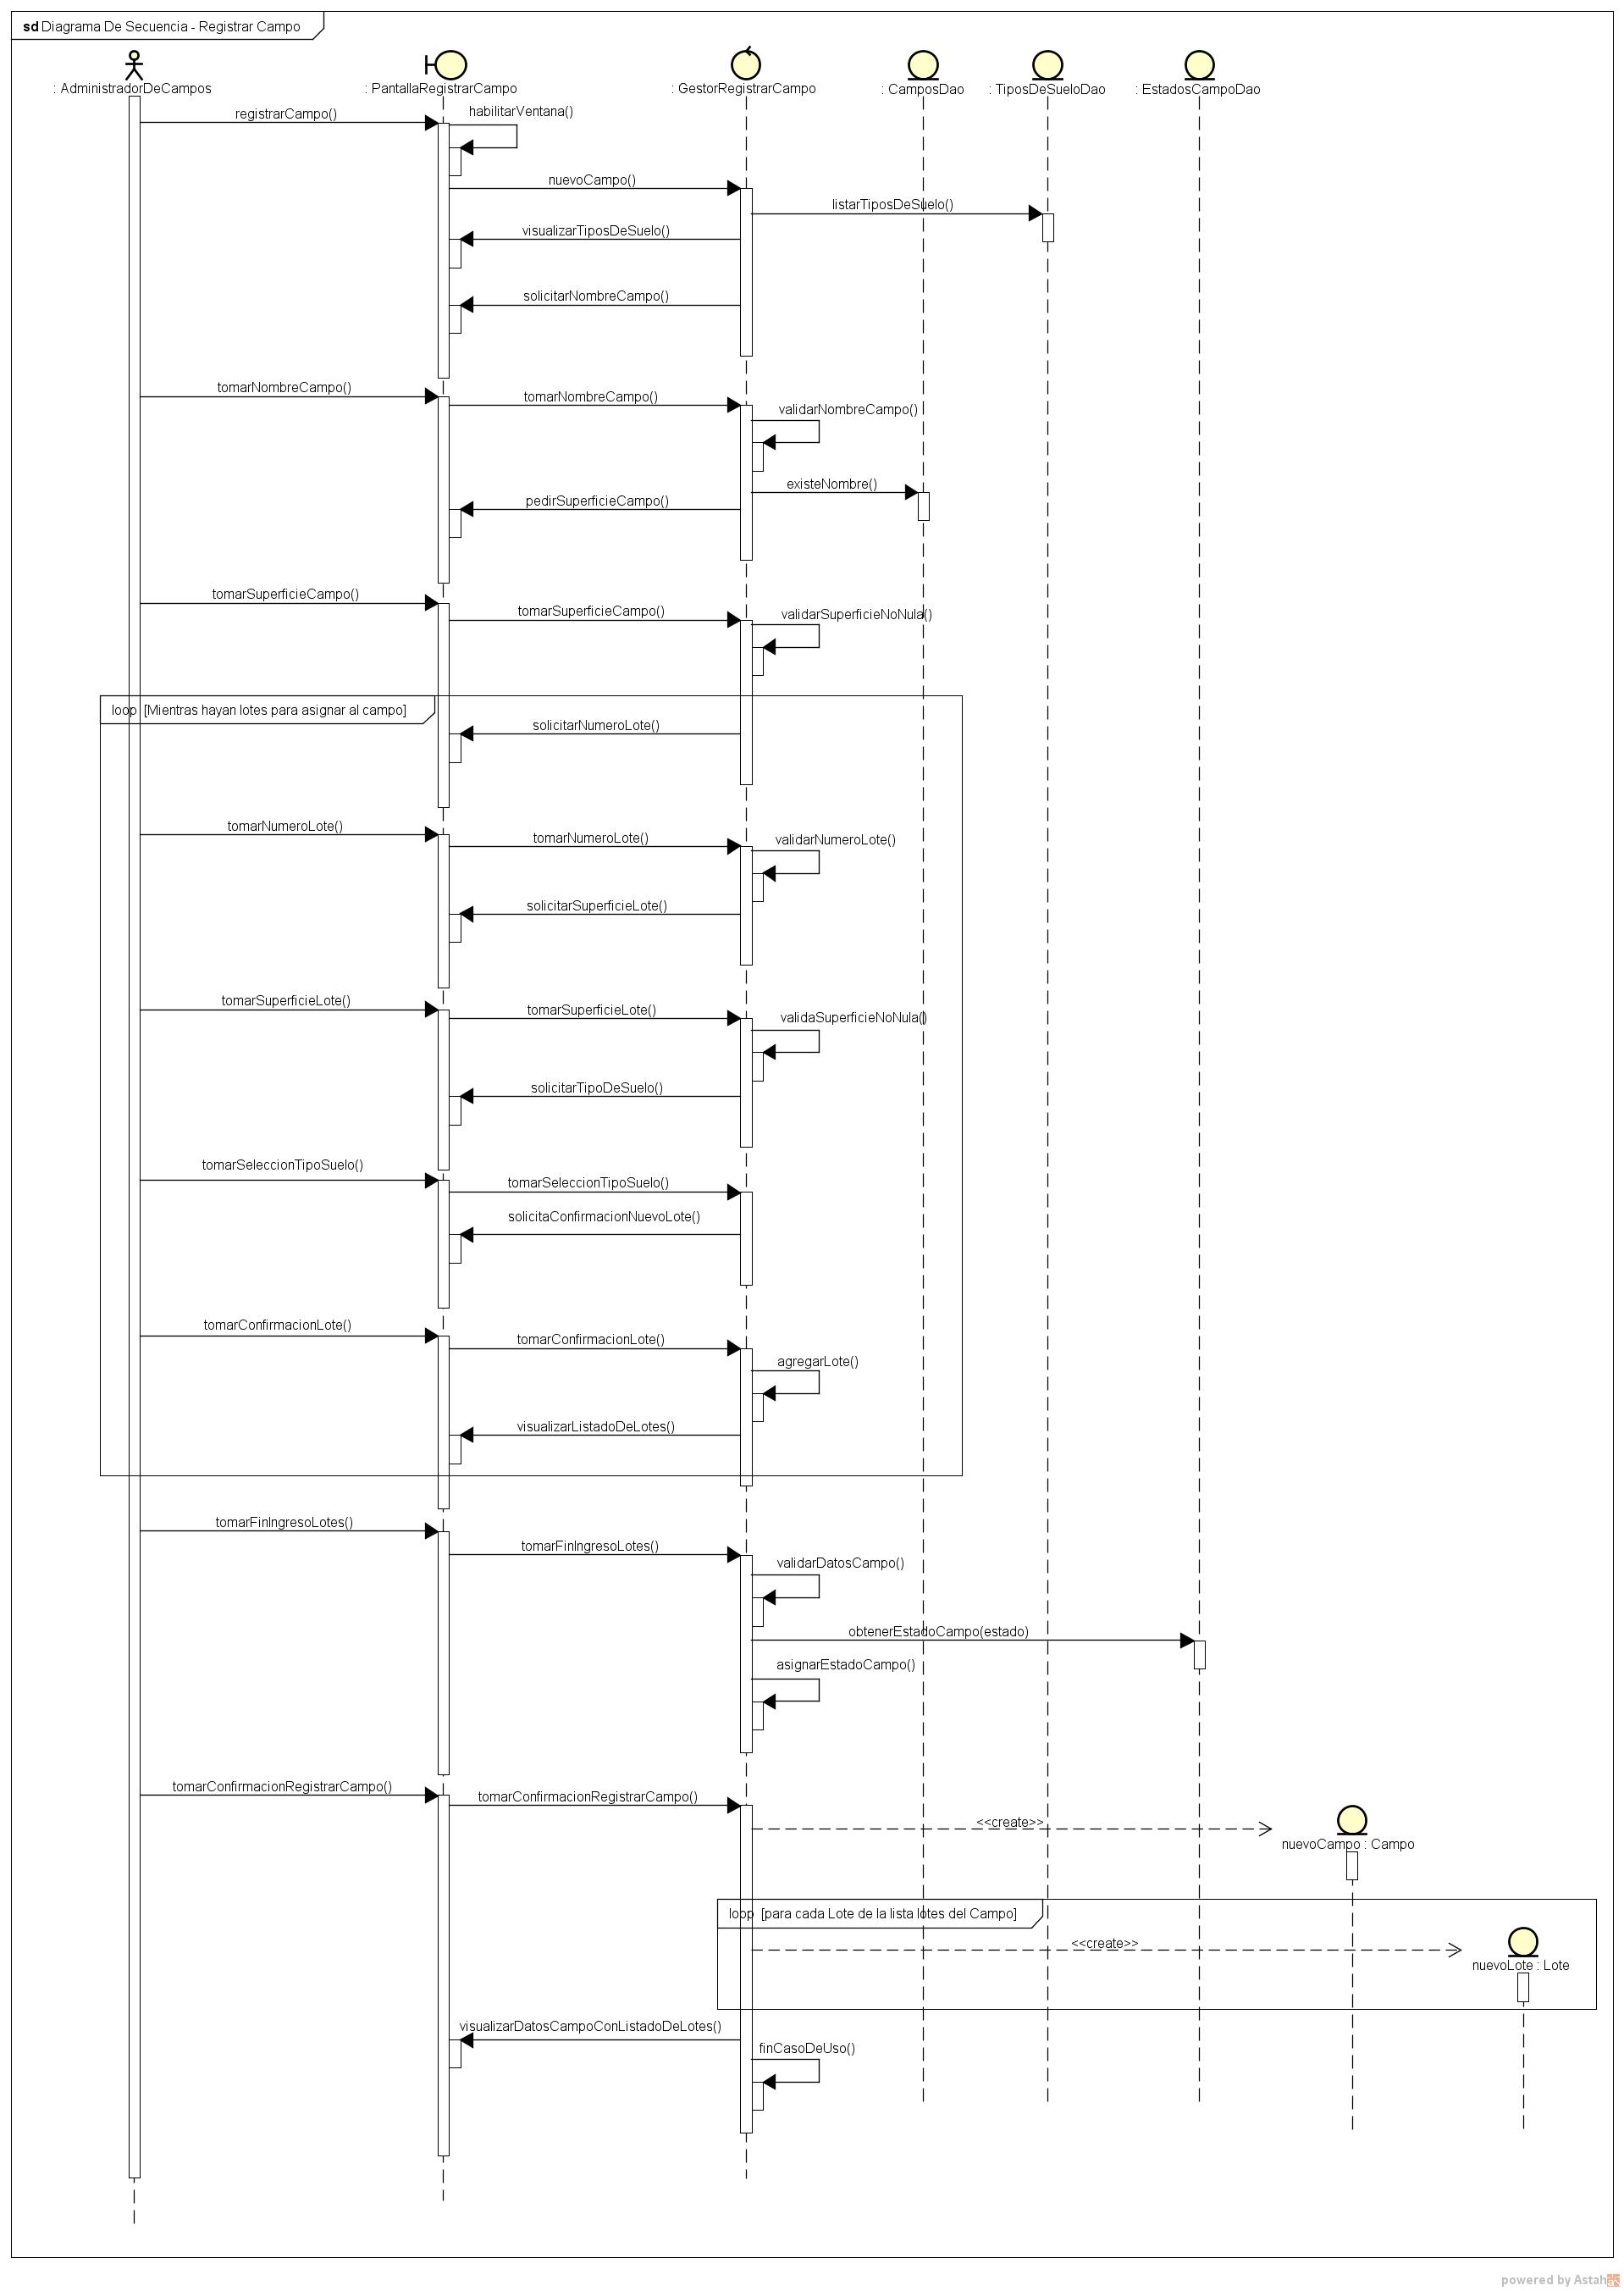 sd Diagrama De Secuencia - Registrar Campo
: AdministradorDeCampos
: PantallaRegistrarCampo
: GestorRegistrarCampo
: CamposDao
: TiposDeSueloDao
: EstadosCampoDao
registrarCampo()
habilitarVentana()
nuevoCampo()
listarTiposDeSuelo()
visualizarTiposDeSuelo()
solicitarNombreCampo()
tomarNombreCampo()
tomarNombreCampo()
validarNombreCampo()
existeNombre()
pedirSuperficieCampo()
tomarSuperficieCampo()
tomarSuperficieCampo()
validarSuperficieNoNula()
loop [Mientras hayan lotes para asignar al campo]
solicitarNumeroLote()
tomarNumeroLote()
tomarNumeroLote()
validarNumeroLote()
solicitarSuperficieLote()
tomarSuperficieLote()
tomarSuperficieLote()
validaSuperficieNoNula()
solicitarTipoDeSuelo()
tomarSeleccionTipoSuelo()
tomarSeleccionTipoSuelo()
solicitaConfirmacionNuevoLote()
tomarConfirmacionLote()
tomarConfirmacionLote()
agregarLote()
visualizarListadoDeLotes()
tomarFinIngresoLotes()
tomarFinIngresoLotes()
validarDatosCampo()
obtenerEstadoCampo(estado)
asignarEstadoCampo()
tomarConfirmacionRegistrarCampo()
tomarConfirmacionRegistrarCampo()
<<create>>
nuevoCampo : Campo
loop [para cada Lote de la lista lotes del Campo]
<<create>>
nuevoLote : Lote
visualizarDatosCampoConListadoDeLotes()
finCasoDeUso()
powered by Astah